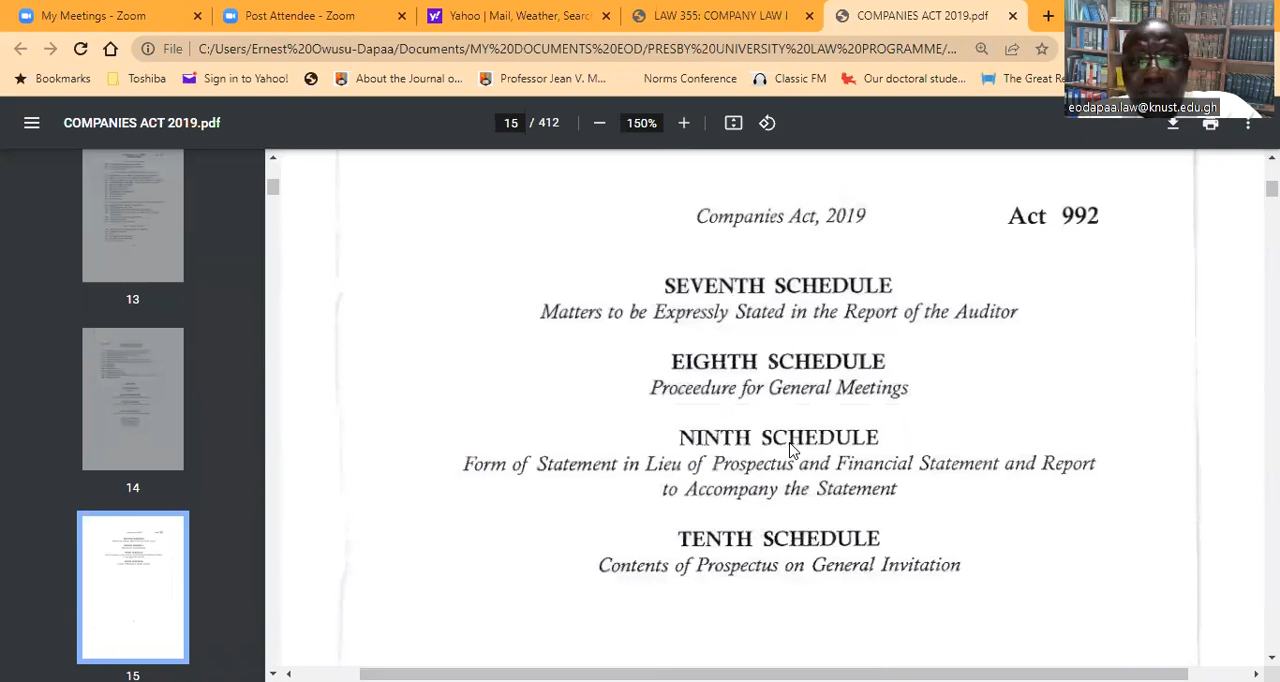 My Meetings - Zoom
Post Attendee - Zoom
Yahoo | Mail, Weather, Searc
LAW 355: COMPANY LAW I
COMPANIES ACT 2019.pdf
File
C:/Users/Ernest%20Owusu-Dapaa/Documents/MY%20DOCUMENTS%20EOD/PRESBY%20UNIVERSITY%20LAW%20PROGRAMME/...
Bookmarks
Toshiba
Sign in to Yahoo!
About the Journal o...
Professor Jean V. M...
Norms Conference
Classic FM
Our doctoral stude...
The Great Re
eodapaa.law@knust.edu.gh
COMPANIES ACT 2019.pdf
15 / 412
150%
13
14
15
Companies Act, 2019 Act 992
SEVENTH SCHEDULE
Matters to be Expressly Stated in the Report of the Auditor
EIGHTH SCHEDULE
Proceedure for General Meetings
NINTH SCHEDULE
Form of Statement in Lieu of Prospectus and Financial Statement and Report
to Accompany the Statement
TENTH SCHEDULE
Contents of Prospectus on General Invitation